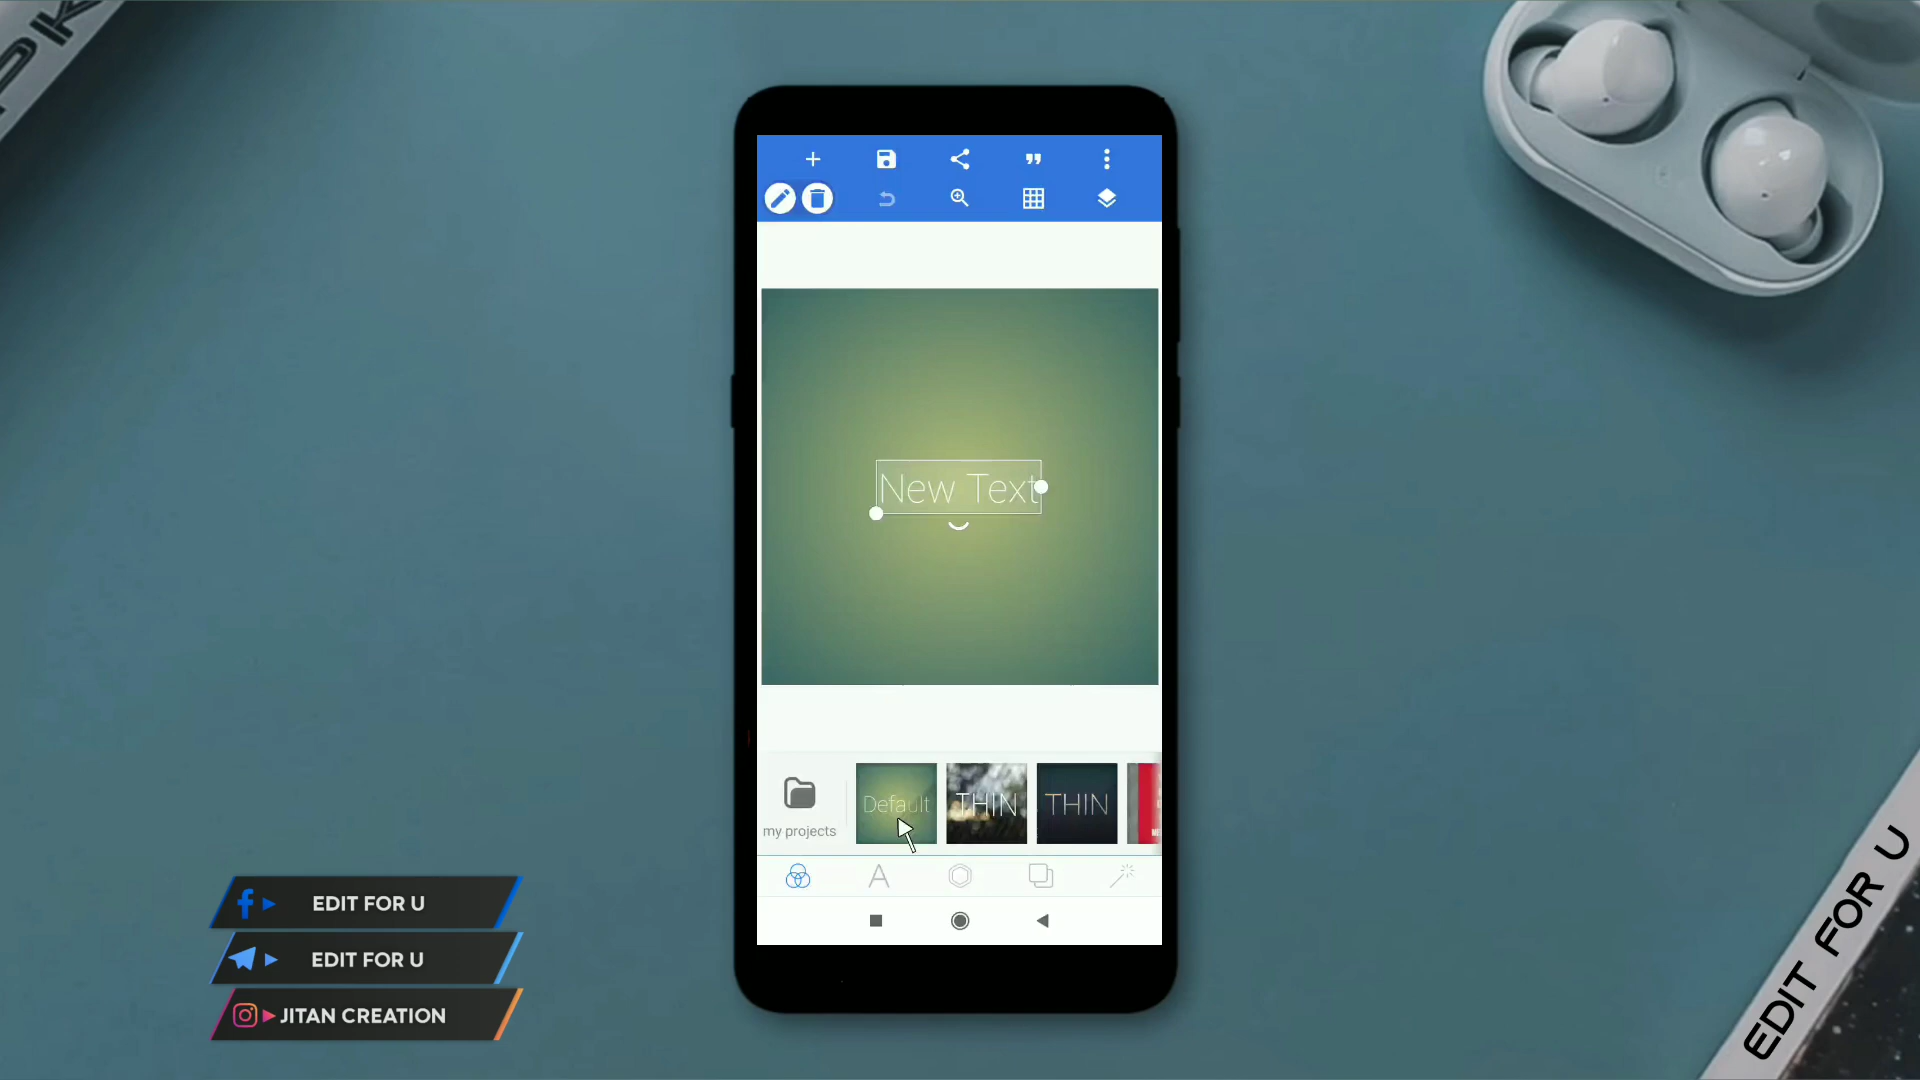 New Text
Default
THIN
THIN
my projects
EDIT FOR U
EDIT FOR U
JITAN CREATION
EDIT FOR U